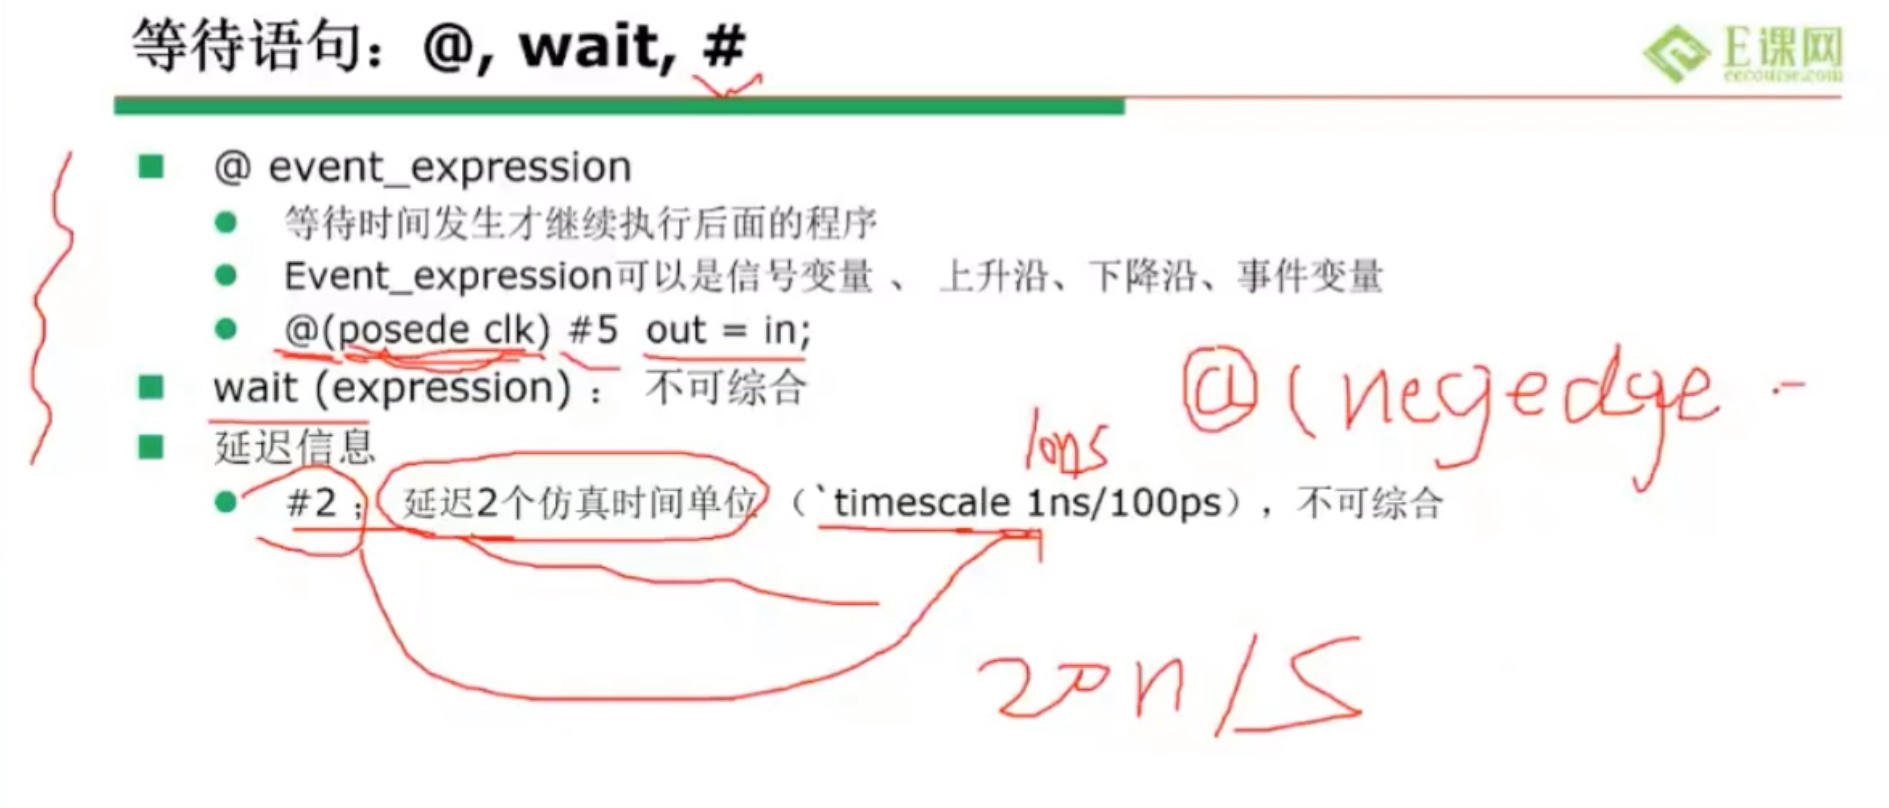 等待语句：@, wait, #
E课网
eecourse.com
@ event_expression
等待时间发生才继续执行后面的程序
Event_expression可以是信号变量 、 上升沿、下降沿、事件变量
@(posede clk) #5 out = in;
@(negedge -
wait (expression) ： 不可综合
10ns
延迟信息
#2 ; 延迟2个仿真时间单位 （`timescale 1ns/100ps），不可综合
20n/S